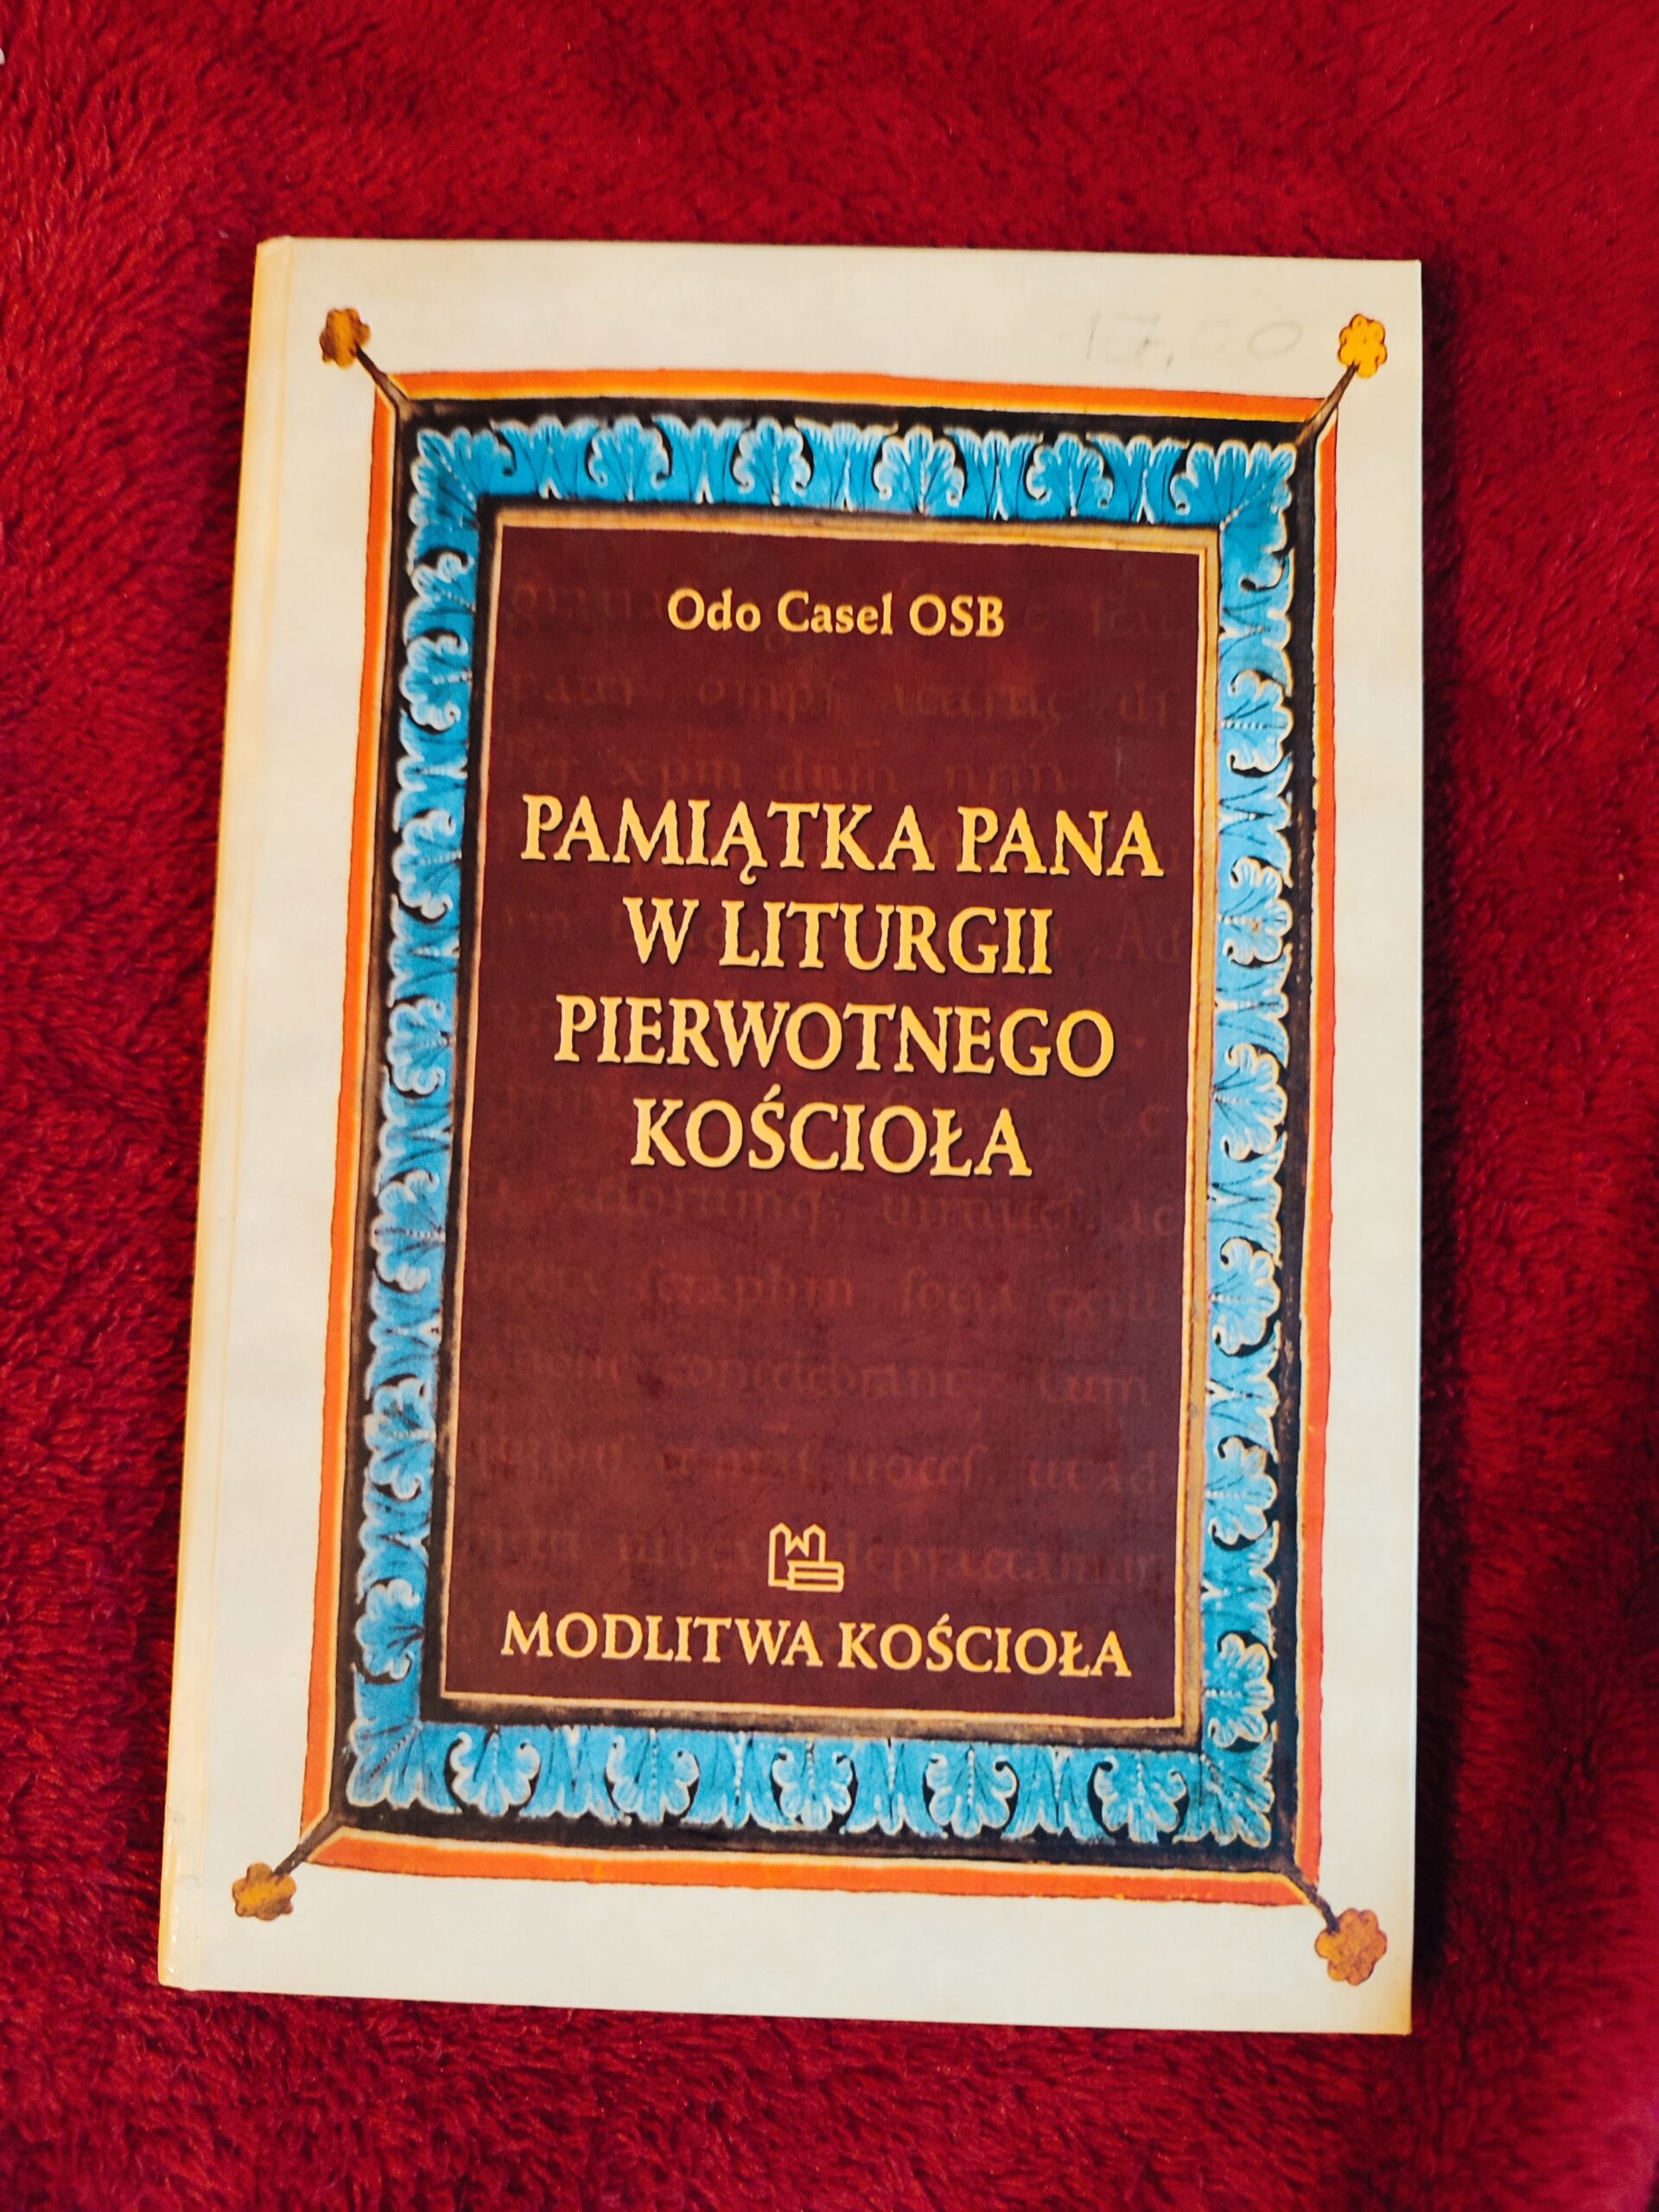 Odo Casel OSB
PAMIĄTKA PANA
W LITURGII
PIERWOTNEGO
KOŚCIOŁA
MODLITWA KOŚCIOŁA